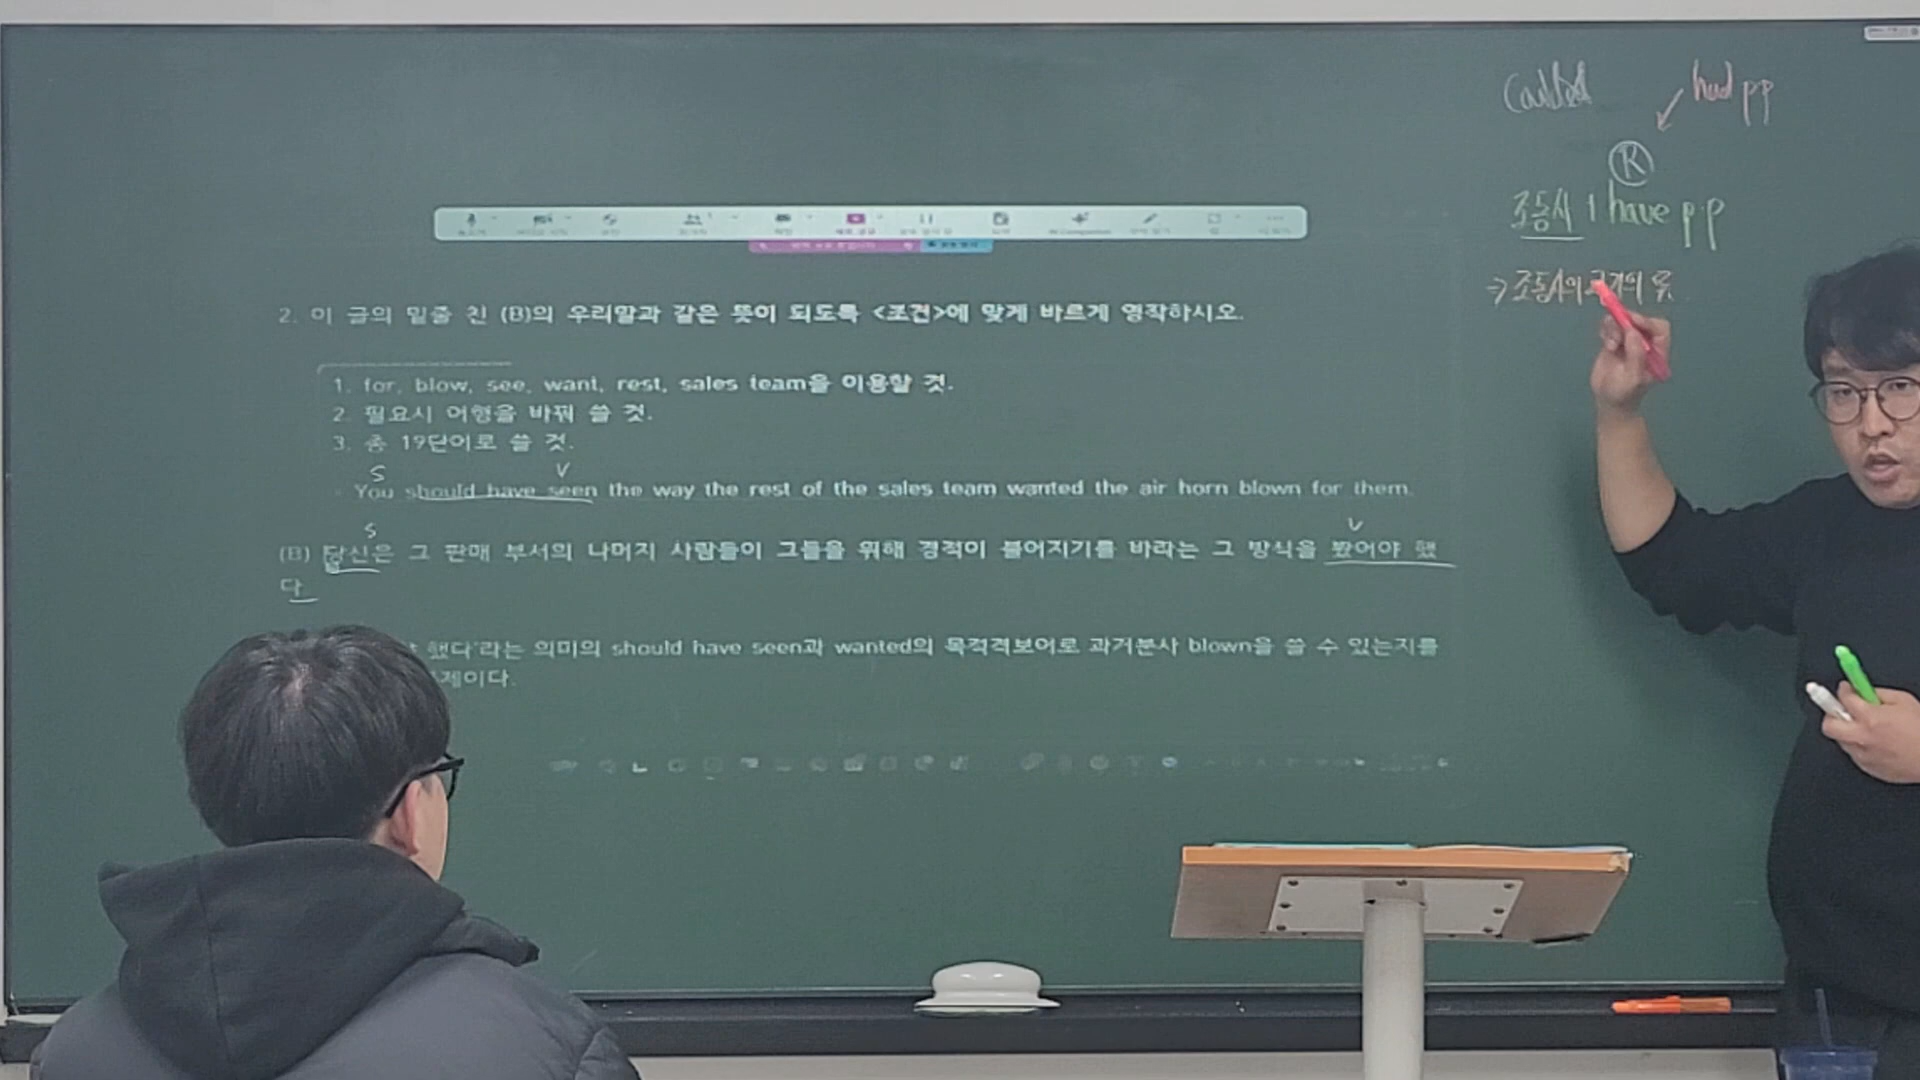 2. 이 글의 밑줄 친 (B)의 우리말과 같은 뜻이 되도록 <조건>에 맞게 바르게 영작하시오.
1. for, blow, see, want, rest, sales team을 이용할 것.
2. 필요시 어형을 바꿔 쓸 것.
3. 총 19단어로 쓸 것.
S V
You should have seen the way the rest of the sales team wanted the air horn blown for them.
S V
(B) 당신은 그 판매 부서의 나머지 사람들이 그들을 위해 경적이 불어지기를 바라는 그 방식을 봤어야 했
다
했다'라는 의미의 should have seen과 wanted의 목적격보어로 과거분사 blown을 쓸 수 있는지를
제이다.
had pp
R
조동사 have p.p